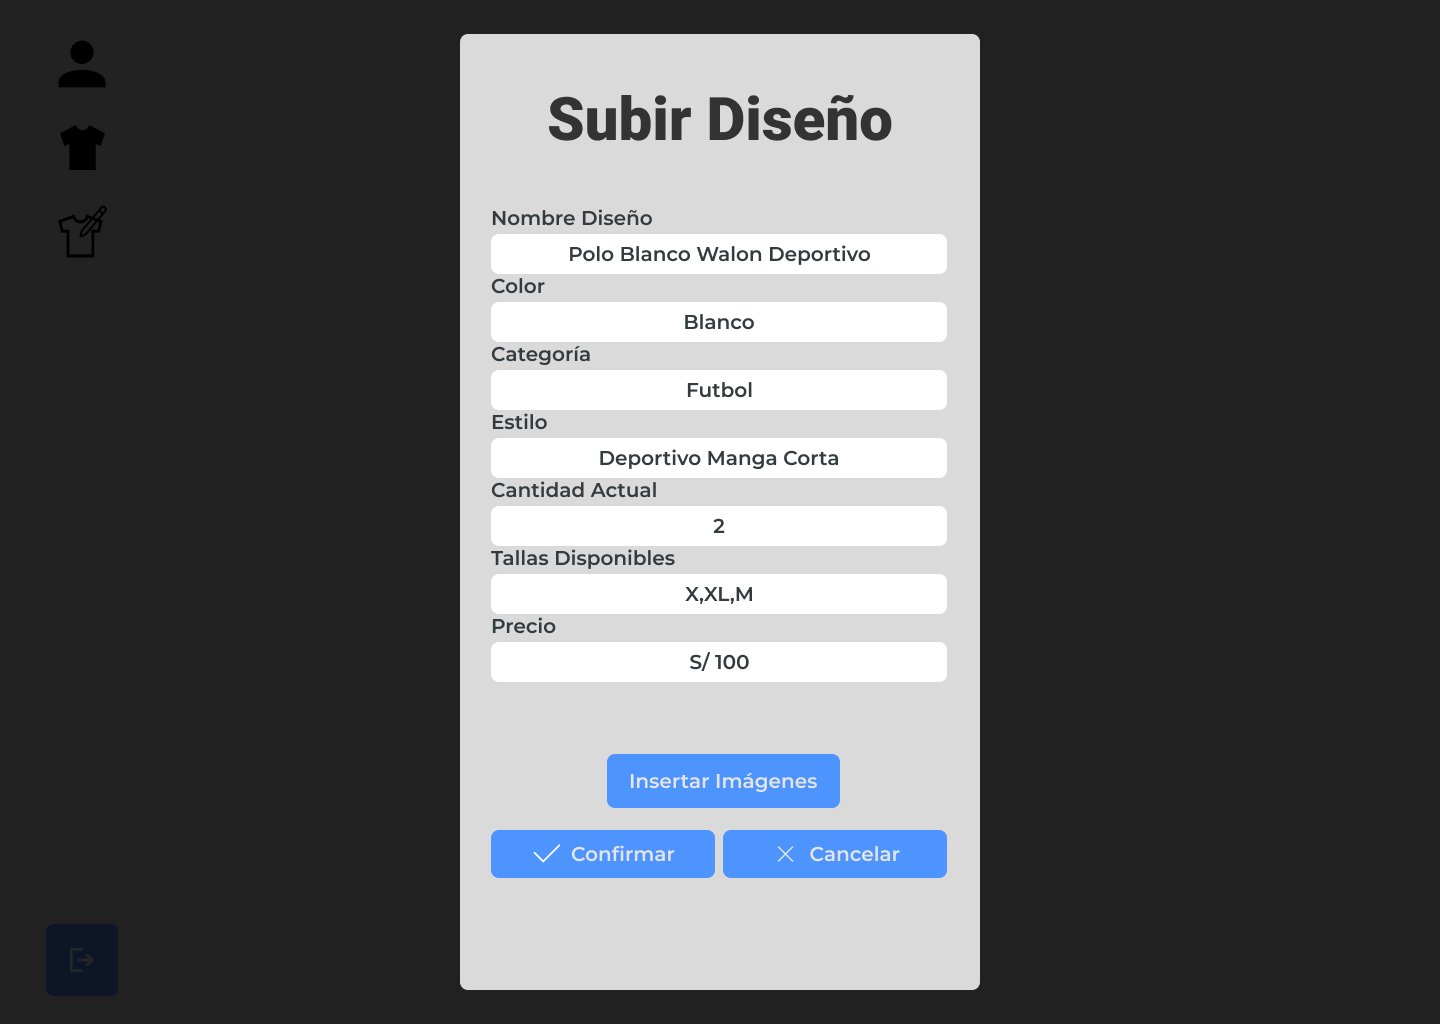 Subir Diseño
Nombre Diseño
Polo Blanco Walon Deportivo
Color
Blanco
Categoría
Futbol
Estilo
Deportivo Manga Corta
Cantidad Actual
2
Tallas Disponibles
X,XL,M
Precio
S/ 100
Insertar Imágenes
Confirmar
Cancelar